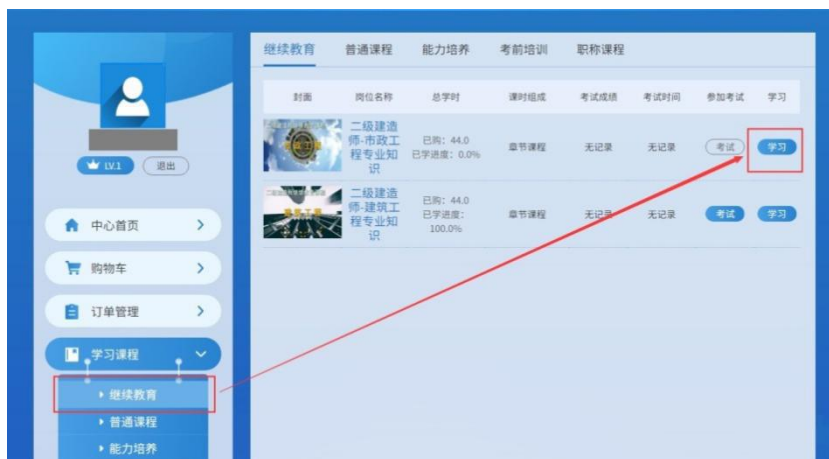 继续教育 普通课程 能力培养 考前培训 职称课程
封面 岗位名称 总学时 课时组成 考试成绩 考试时间 参加考试 学习
二级建造
师-市政工
程专业知
识
已购：44.0
已学进度：0.0%
章节课程 无记录 无记录 考试 学习
二级建造
师-建筑工
程专业知
识
已购：44.0
已学进度：
100.0%
章节课程 无记录 无记录 考试 学习
LV.1 退出
中心首页
购物车
订单管理
学习课程
继续教育
普通课程
能力培养